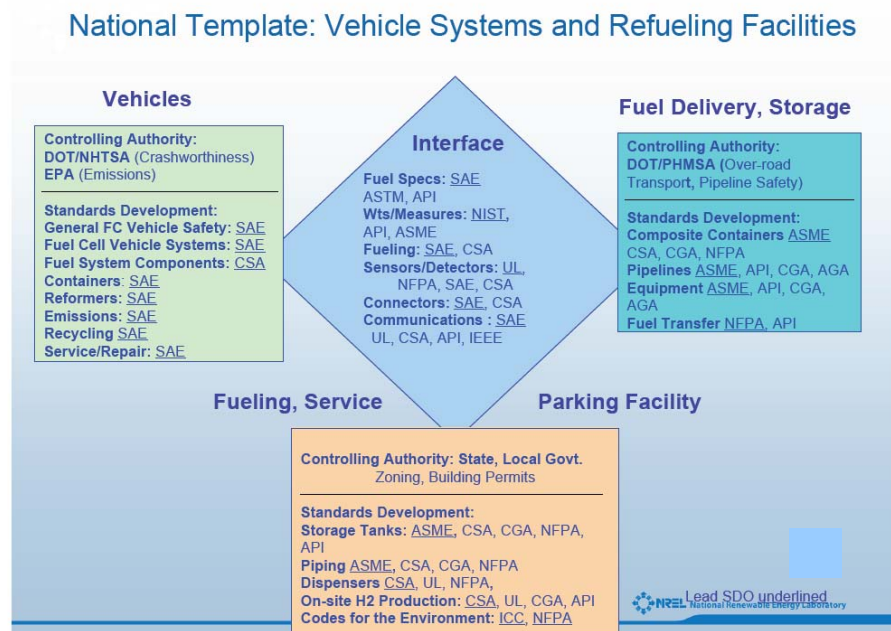 National Template: Vehicle Systems and Refueling Facilities
Vehicles
Controlling Authority:
DOT/NHTSA (Crashworthiness)
EPA (Emissions)
Standards Development:
General FC Vehicle Safety: SAE
Fuel Cell Vehicle Systems: SAE
Fuel System Components: CSA
Containers: SAE
Reformers: SAE
Emissions: SAE
Recycling SAE
Service/Repair: SAE
Interface
Fuel Specs: SAE
ASTM, API
Wts/Measures: NIST,
API, ASME
Fueling: SAE, CSA
Sensors/Detectors: UL,
NFPA, SAE, CSA
Connectors: SAE, CSA
Communications : SAE
UL, CSA, API, IEEE
Fuel Delivery, Storage
Controlling Authority:
DOT/PHMSA (Over-road
Transport, Pipeline Safety)
Standards Development:
Composite Containers ASME
CSA, CGA, NFPA
Pipelines ASME, API, CGA, AGA
Equipment ASME, API, CGA,
AGA
Fuel Transfer NFPA, API
Fueling, Service
Parking Facility
Controlling Authority: State, Local Govt.
Zoning, Building Permits
Standards Development:
Storage Tanks: ASME, CSA, CGA, NFPA,
API
Piping ASME, CSA, CGA, NFPA
Dispensers CSA, UL, NFPA,
On-site H2 Production: CSA, UL, CGA, API
Codes for the Environment: ICC, NFPA
Lead SDO underlined
NREL National Renewable Energy Laboratory